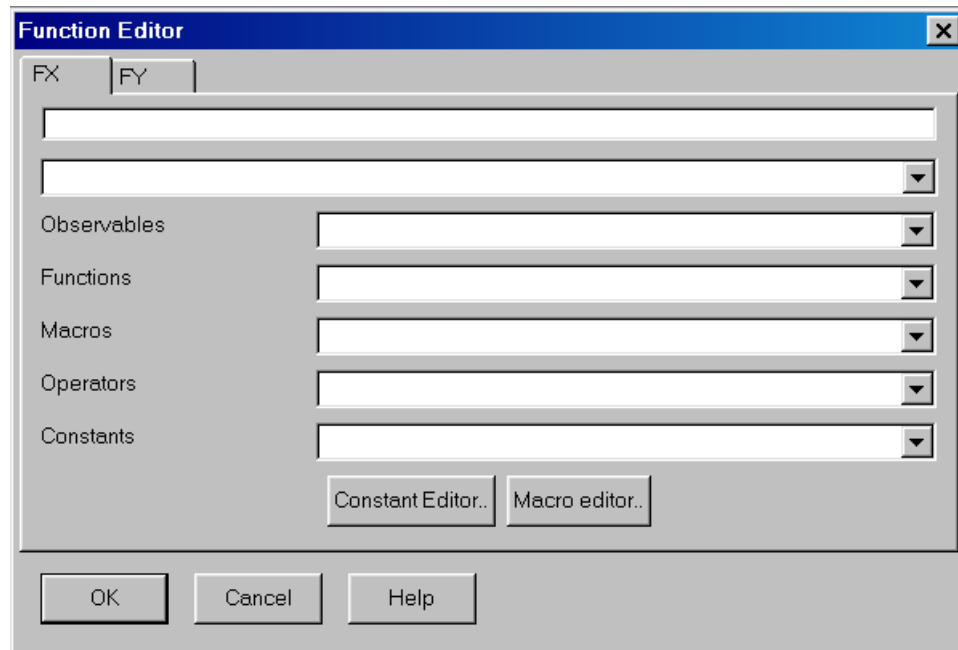 Function Editor
FX FY
Observables
Functions
Macros
Operators
Constants
Constant Editor.. Macro editor..
OK Cancel Help